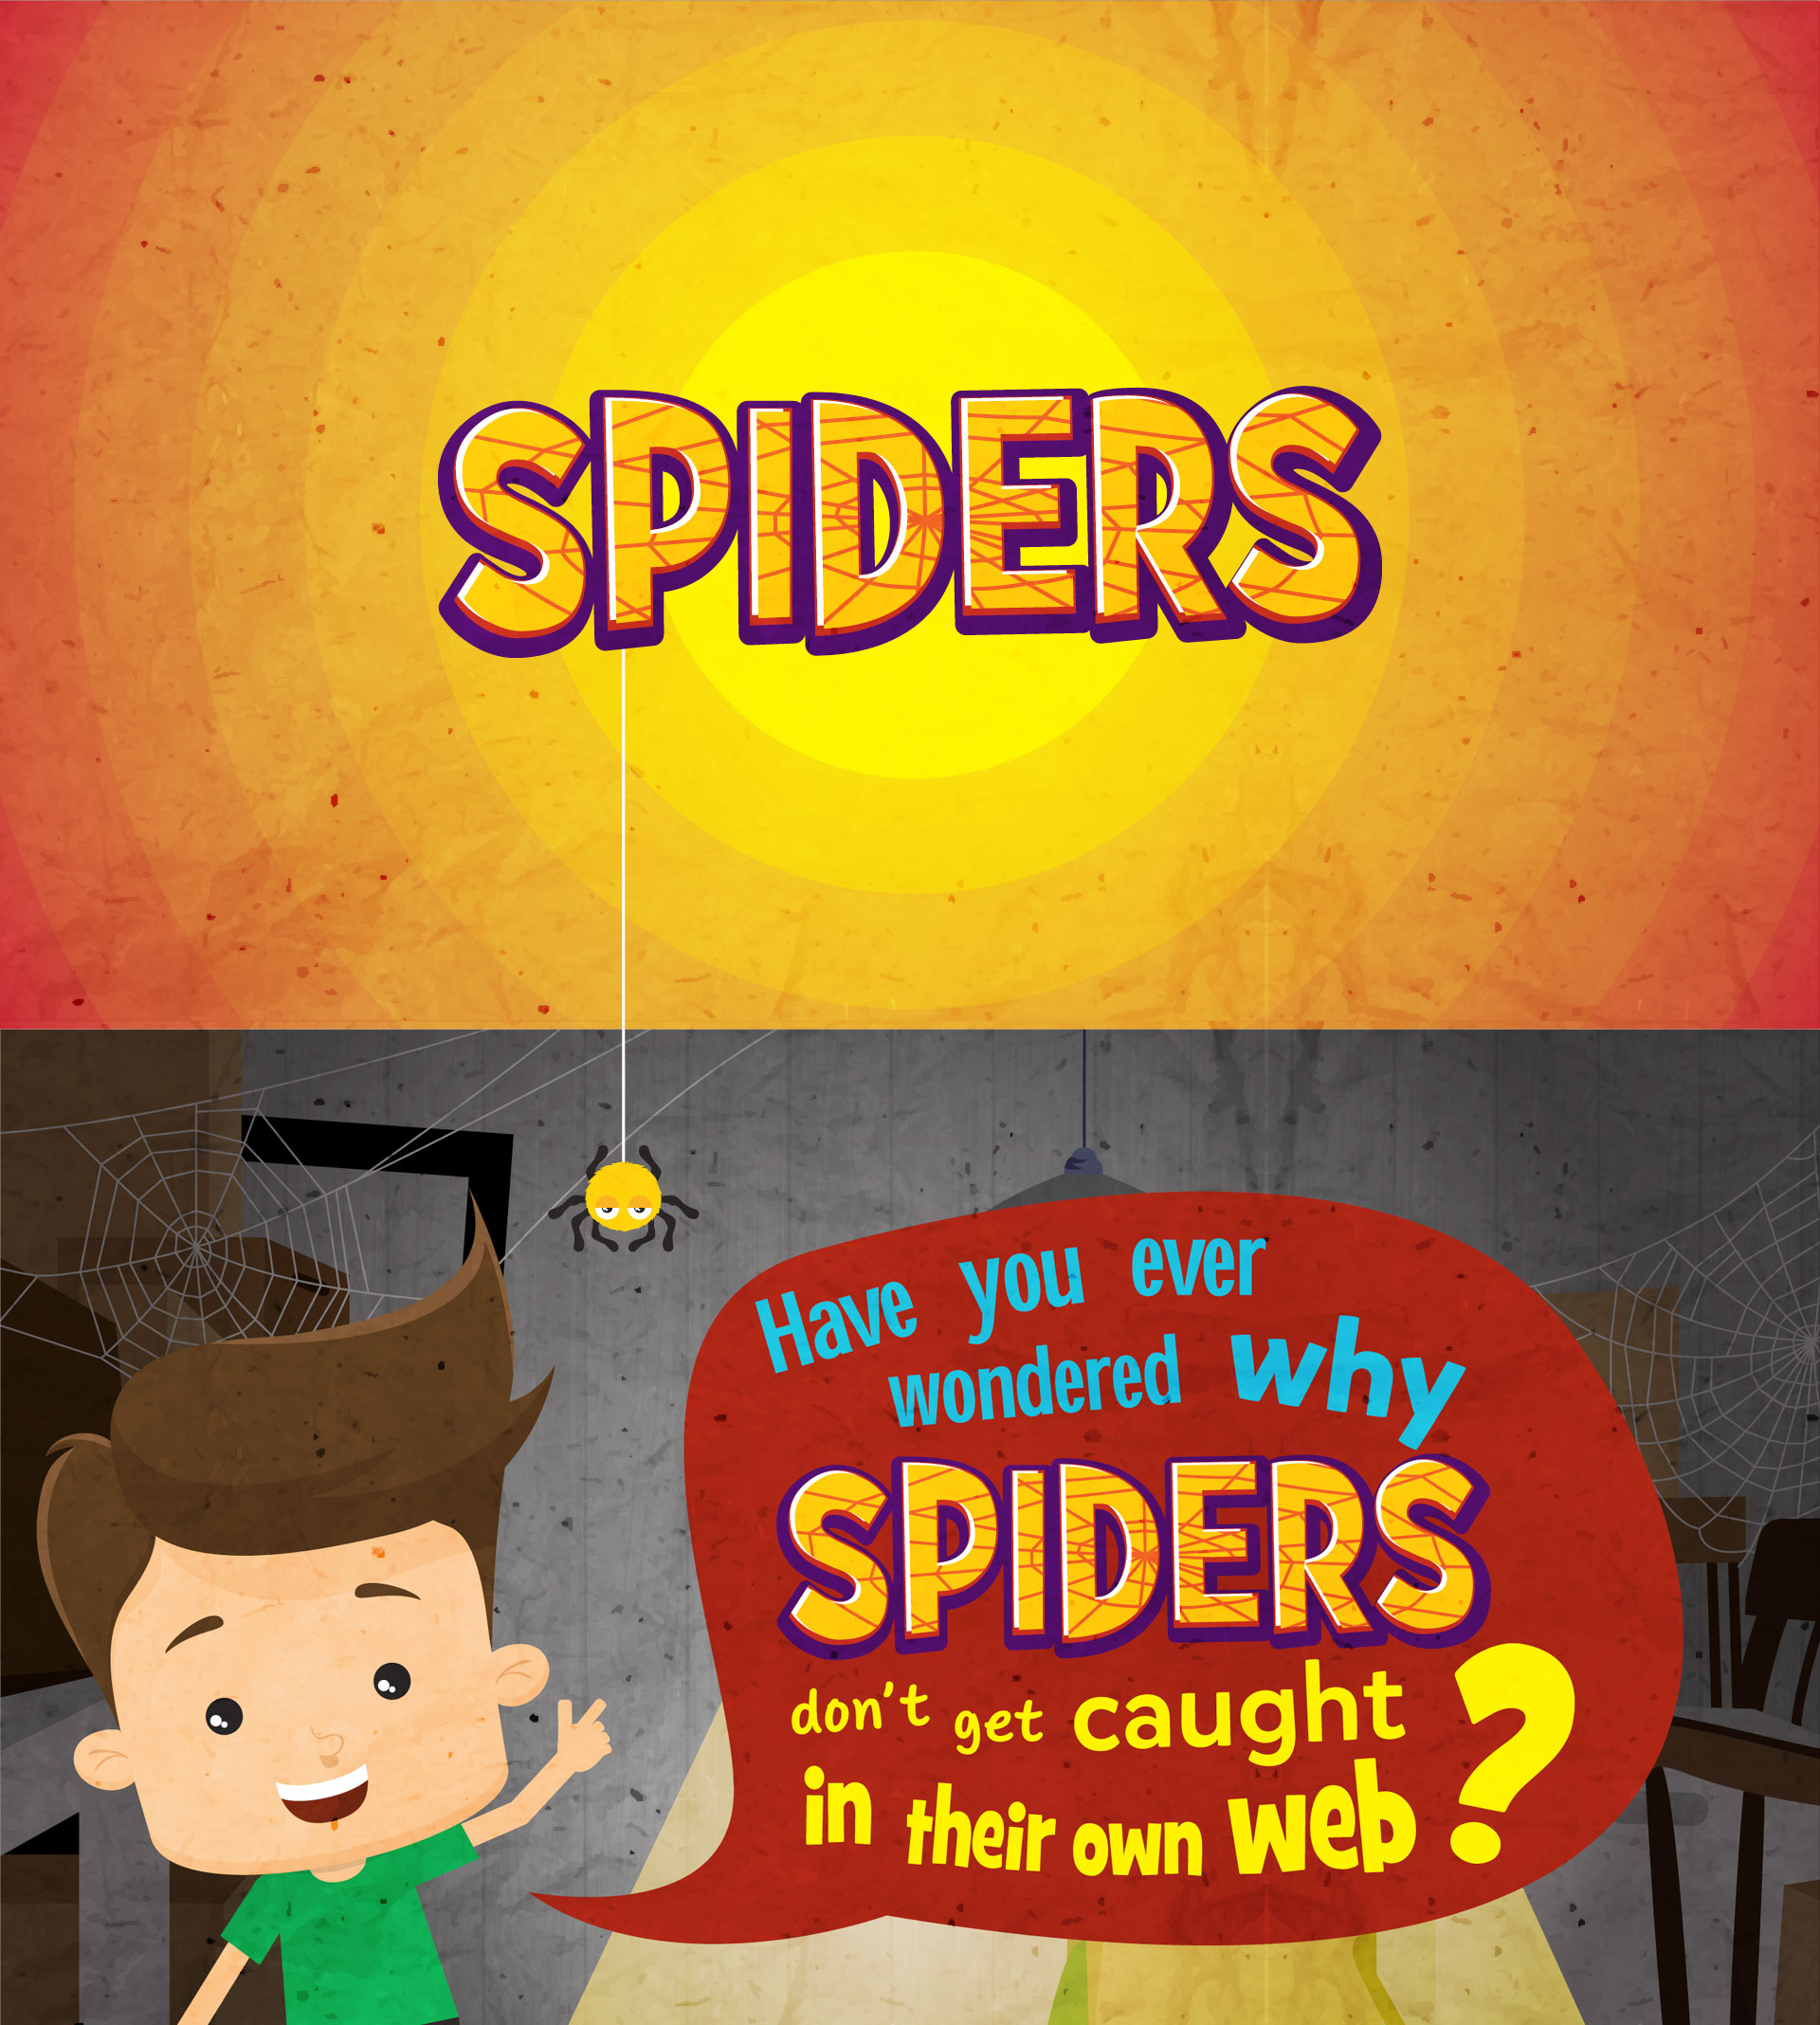 SPIDERS
Have you ever
wondered why
SPIDERS
don't get caught
in their own web?